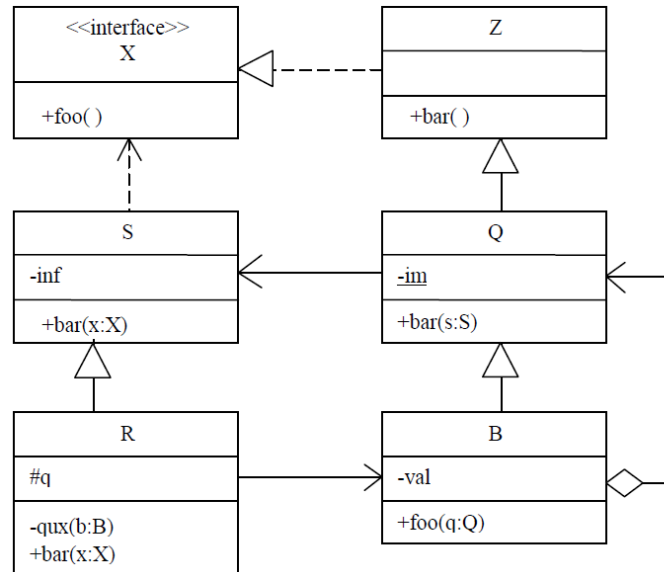 <<interface>>
X
+foo( )
Z
+bar( )
S
-inf
+bar(x:X)
Q
-im
+bar(s:S)
R
#q
-qux(b:B)
+bar(x:X)
B
-val
+foo(q:Q)